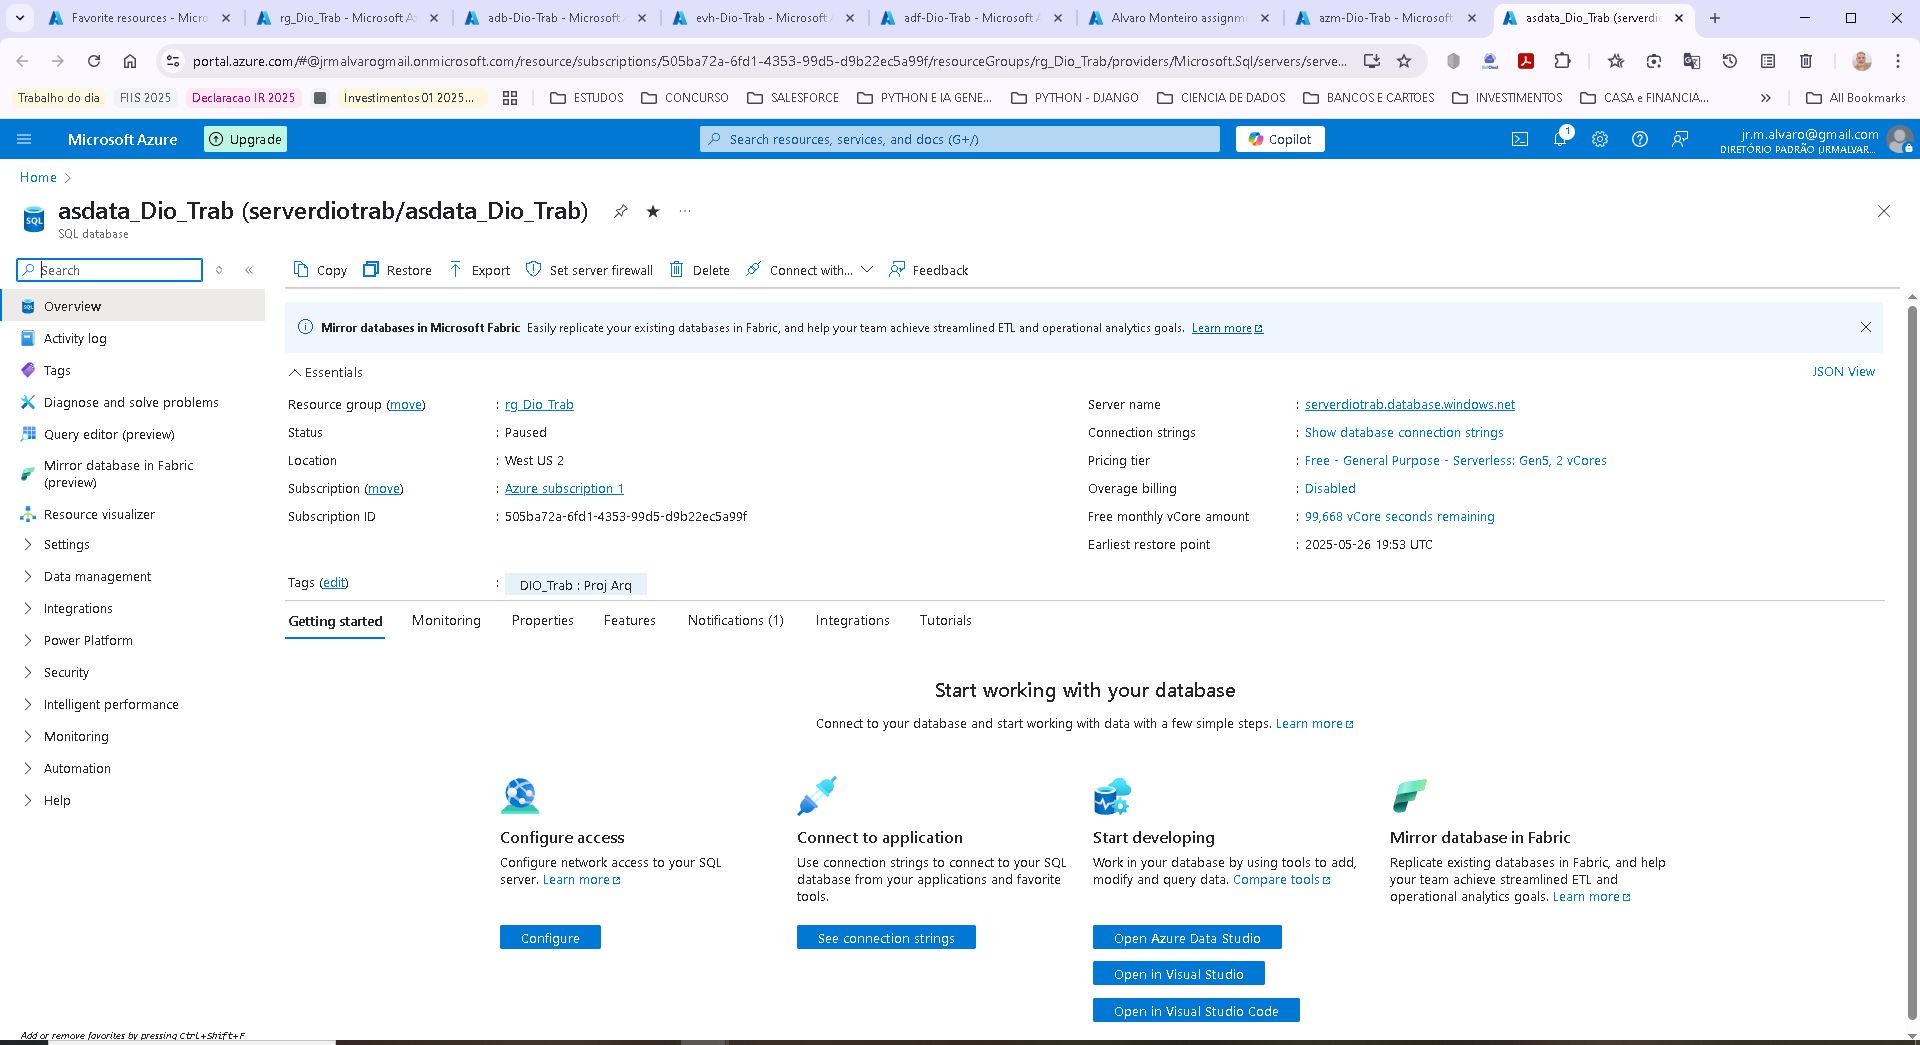 Favorite resources - Micro
rg_Dio_Trab - Microsoft A
adb-Dio-Trab - Microsoft
evh-Dio-Trab - Microsoft
adf-Dio-Trab - Microsoft A
Alvaro Monteiro assignm
azm-Dio-Trab - Microsoft
asdata_Dio_Trab (serverdi
portal.azure.com/#@jrmalvarogmail.onmicrosoft.com/resource/subscriptions/505ba72a-6fd1-4353-99d5-d9b22ec5a99f/resourceGroups/rg_Dio_Trab/providers/Microsoft.Sql/servers/serve...
Trabalho do dia
FIIS 2025
Declaracao IR 2025
Investimentos 01 2025...
ESTUDOS
CONCURSO
SALESFORCE
PYTHON E IA GENE...
PYTHON - DJANGO
CIENCIA DE DADOS
BANCOS E CARTOES
INVESTIMENTOS
CASA e FINANCIA...
All Bookmarks
Microsoft Azure
Upgrade
Search resources, services, and docs (G+/)
Copilot
1
jr.m.alvaro@gmail.com
DIRETÓRIO PADRÃO (JRMALVAR...
Home
SQL
asdata_Dio_Trab (serverdiotrab/asdata_Dio_Trab)
SQL database
Search
Copy
Restore
Export
Set server firewall
Delete
Connect with...
Feedback
Overview
Activity log
Tags
Diagnose and solve problems
Query editor (preview)
Mirror database in Fabric
(preview)
Resource visualizer
Settings
Data management
Integrations
Power Platform
Security
Intelligent performance
Monitoring
Automation
Help
Add or remove favorites by pressing Ctrl+Shift+F
Mirror databases in Microsoft Fabric Easily replicate your existing databases in Fabric, and help your team achieve streamlined ETL and operational analytics goals. Learn more
Essentials
JSON View
Resource group (move) : rg_Dio_Trab
Status : Paused
Location : West US 2
Subscription (move) : Azure subscription 1
Subscription ID : 505ba72a-6fd1-4353-99d5-d9b22ec5a99f
Server name : serverdiotrab.database.windows.net
Connection strings : Show database connection strings
Pricing tier : Free - General Purpose - Serverless: Gen5, 2 vCores
Overage billing : Disabled
Free monthly vCore amount : 99,668 vCore seconds remaining
Earliest restore point : 2025-05-26 19:53 UTC
Tags (edit) : DIO_Trab : Proj Arq
Getting started
Monitoring
Properties
Features
Notifications (1)
Integrations
Tutorials
Start working with your database
Connect to your database and start working with data with a few simple steps. Learn more
Configure access
Configure network access to your SQL
server. Learn more
Configure
Connect to application
Use connection strings to connect to your SQL
database from your applications and favorite
tools.
See connection strings
Start developing
Work in your database by using tools to add,
modify and query data. Compare tools
Open Azure Data Studio
Open in Visual Studio
Open in Visual Studio Code
Mirror database in Fabric
Replicate existing databases in Fabric, and help
your team achieve streamlined ETL and
operational analytics goals. Learn more